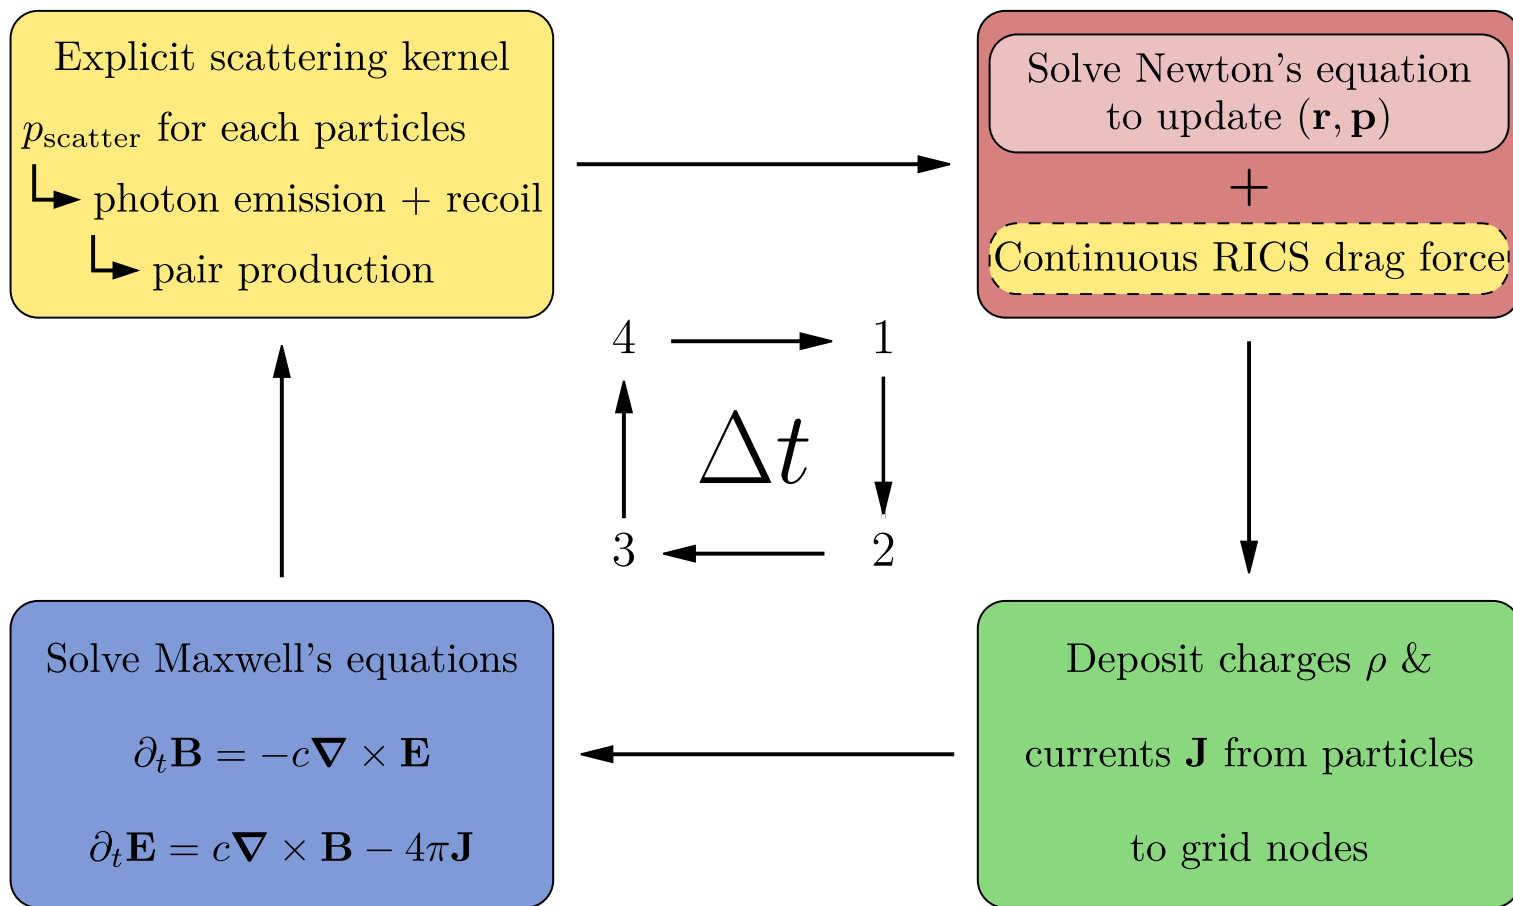 Explicit scattering kernel
p_scatter for each particles
photon emission + recoil
pair production
Solve Newton's equation
to update (r, p)
+
Continuous RICS drag force
4
1
Δt
3
2
Solve Maxwell's equations
∂_t B = −c∇ × E
∂_t E = c∇ × B − 4πJ
Deposit charges ρ &
currents J from particles
to grid nodes